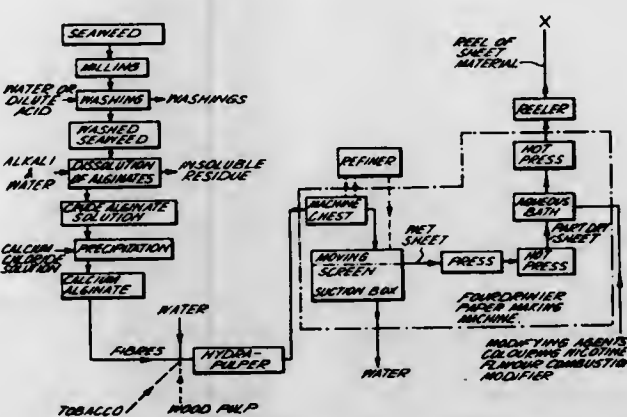 SEAWEED
MILLING
WATER OR
DILUTE
ACID
WASHING
WASHINGS
WASHED
SEAWEED
ALKALI
&
WATER
DISSOLUTION
OF ALGINATES
INSOLUBLE
RESIDUE
CRUDE ALGINATE
SOLUTION
CALCIUM
CHLORIDE
SOLUTION
PRECIPITATION
CALCIUM
ALGINATE
WATER
FIBRES
HYDRA-
PULPER
TOBACCO
WOOD PULP
REFINER
MACHINE
CHEST
MOVING
SCREEN
SUCTION BOX
WATER
WET
SHEET
PRESS
HOT
PRESS
PART DRY
SHEET
AQUEOUS
BATH
HOT
PRESS
REELER
REEL OF
SHEET
MATERIAL
X
FOURDRINIER
PAPER MAKING
MACHINE
MODIFYING AGENTS
COLOURING NICOTINE
FLAVOUR COMBUSTION
MODIFIER